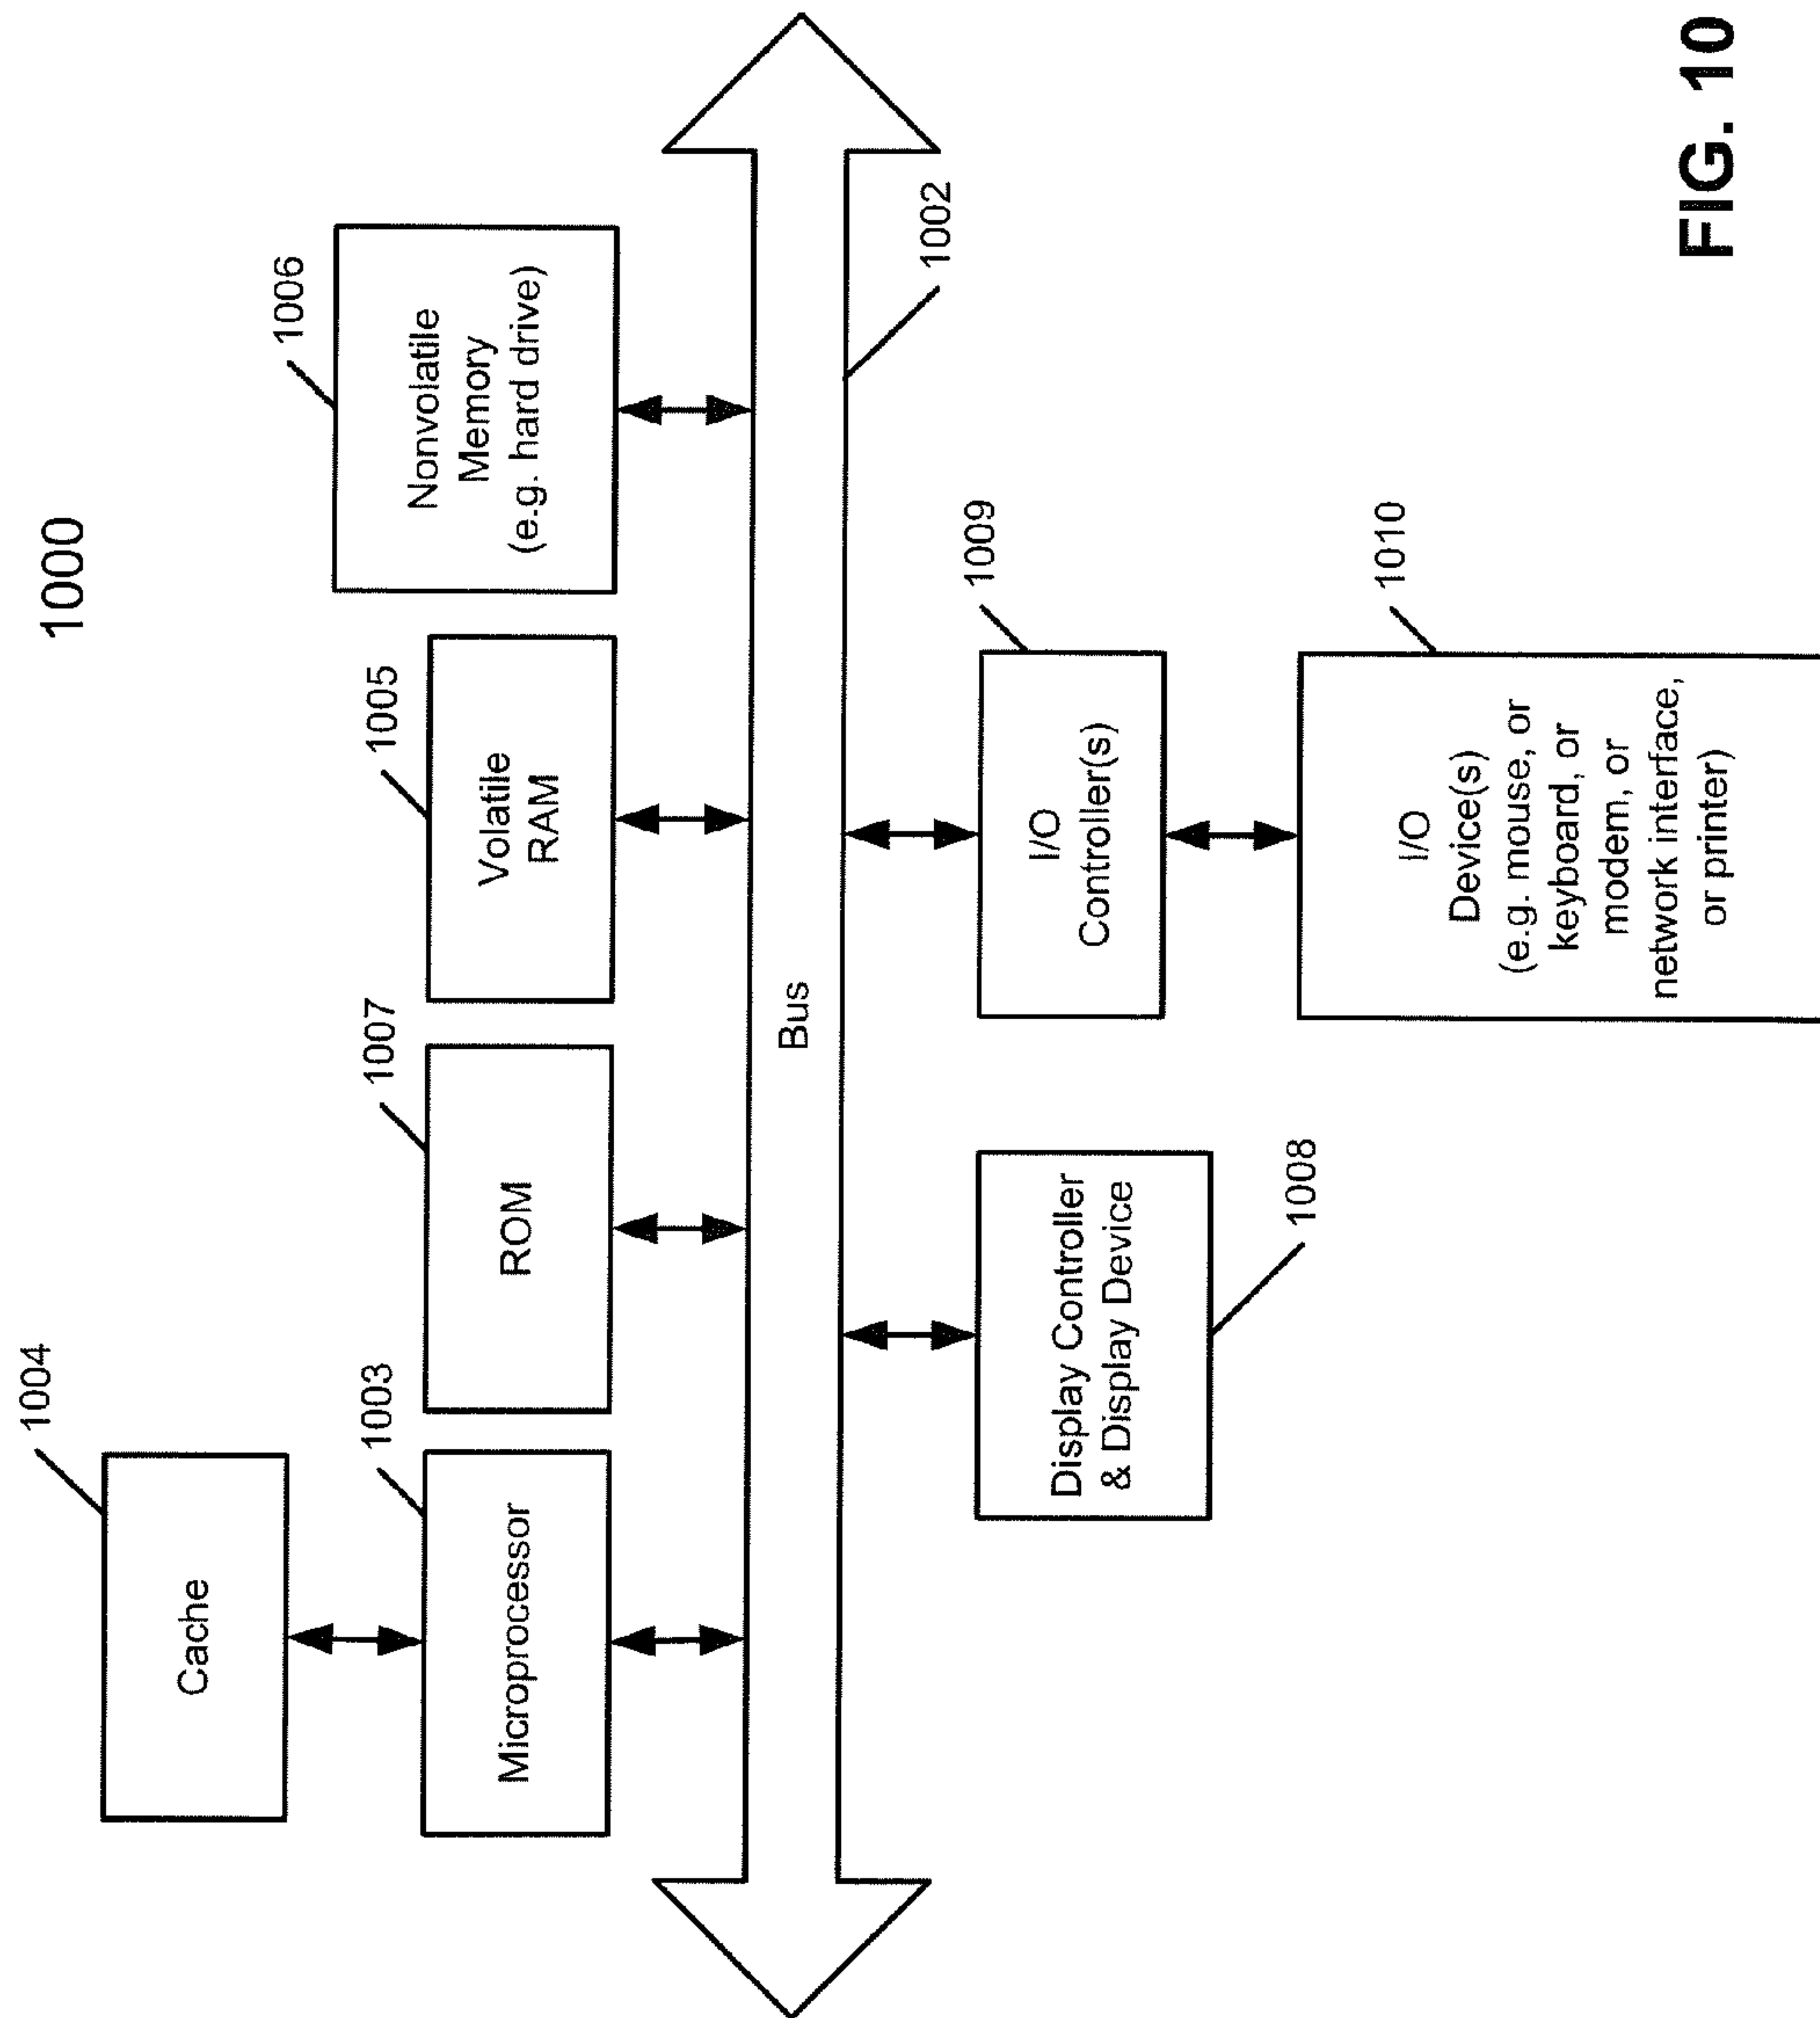 1000
1004
Cache
1003
Microprocessor
1007
ROM
1005
Volatile
RAM
1006
Nonvolatile
Memory
(e.g. hard drive)
Bus
1002
Display Controller
& Display Device
1008
1009
I/O
Controller(s)
1010
I/O
Device(s)
(e.g. mouse, or
keyboard, or
modem, or
network interface,
or printer)
FIG. 10